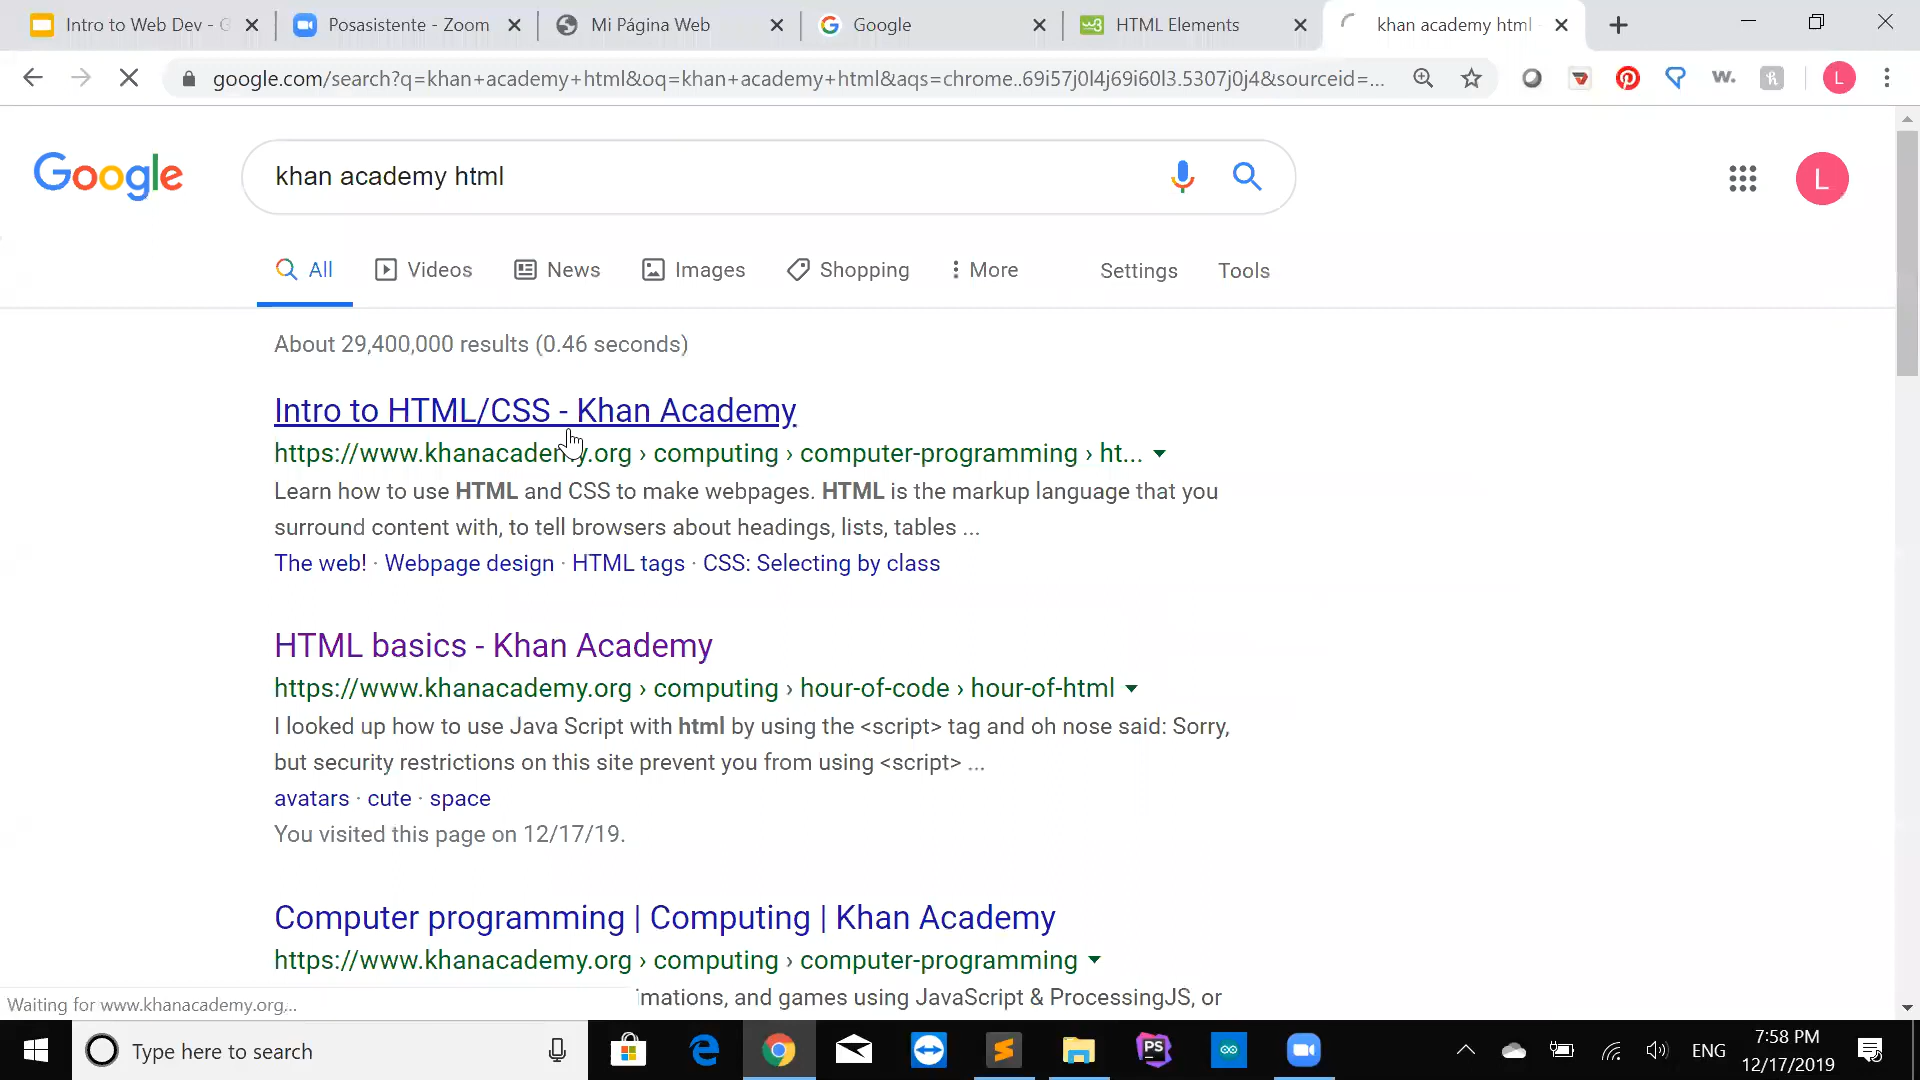 Intro to Web Dev - G
Posasistente - Zoom
Mi Página Web
Google
HTML Elements
khan academy html -
google.com/search?q=khan+academy+html&oq=khan+academy+html&aqs=chrome..69i57j0l4j69i60l3.5307j0j4&sourceid=...
w.
L
Google
khan academy html
L
All
Videos
News
Images
Shopping
More
Settings
Tools
About 29,400,000 results (0.46 seconds)
Intro to HTML/CSS - Khan Academy
https://www.khanacademy.org › computing › computer-programming › ht...
Learn how to use HTML and CSS to make webpages. HTML is the markup language that you
surround content with, to tell browsers about headings, lists, tables ...
The web! · Webpage design · HTML tags · CSS: Selecting by class
HTML basics - Khan Academy
https://www.khanacademy.org › computing › hour-of-code › hour-of-html
I looked up how to use Java Script with html by using the <script> tag and oh nose said: Sorry,
but security restrictions on this site prevent you from using <script> ...
avatars · cute · space
You visited this page on 12/17/19.
Computer programming | Computing | Khan Academy
https://www.khanacademy.org › computing › computer-programming
imations, and games using JavaScript & ProcessingJS, or
Waiting for www.khanacademy.org...
Type here to search
PS
ENG
7:58 PM
12/17/2019